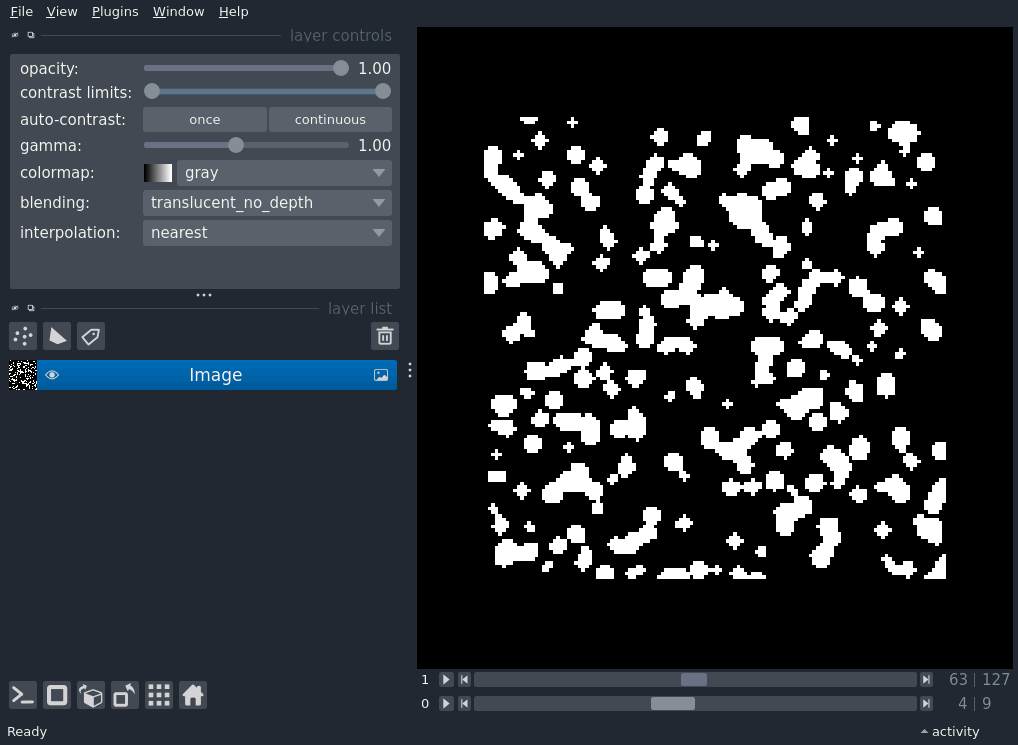 File View Plugins Window Help
layer controls
opacity: 1.00
contrast limits:
auto-contrast: once continuous
gamma: 1.00
colormap: gray
blending: translucent_no_depth
interpolation: nearest
layer list
Image
1 63 | 127
0 4 | 9
Ready activity